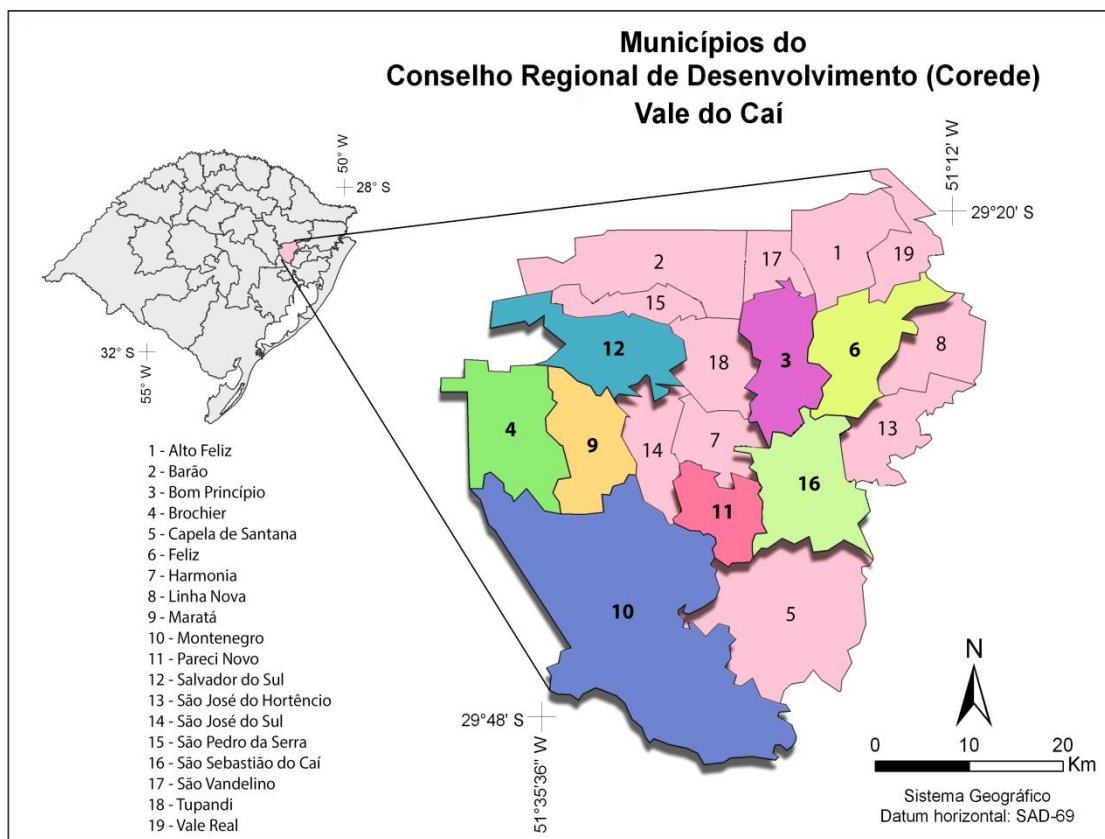 Municípios do
Conselho Regional de Desenvolvimento (Corede)
Vale do Caí
50° W
28° S
32° S
55° W
51°12' W
29°20' S
1
2
17
19
15
12
18
3
6
8
4
9
14
7
13
16
11
10
5
1 - Alto Feliz
2 - Barão
3 - Bom Princípio
4 - Brochier
5 - Capela de Santana
6 - Feliz
7 - Harmonia
8 - Linha Nova
9 - Maratá
10 - Montenegro
11 - Pareci Novo
12 - Salvador do Sul
13 - São José do Hortêncio
14 - São José do Sul
15 - São Pedro da Serra
16 - São Sebastião do Caí
17 - São Vandelino
18 - Tupandi
19 - Vale Real
29°48' S
51°35'36" W
N
0 10 20
Km
Sistema Geográfico
Datum horizontal: SAD-69